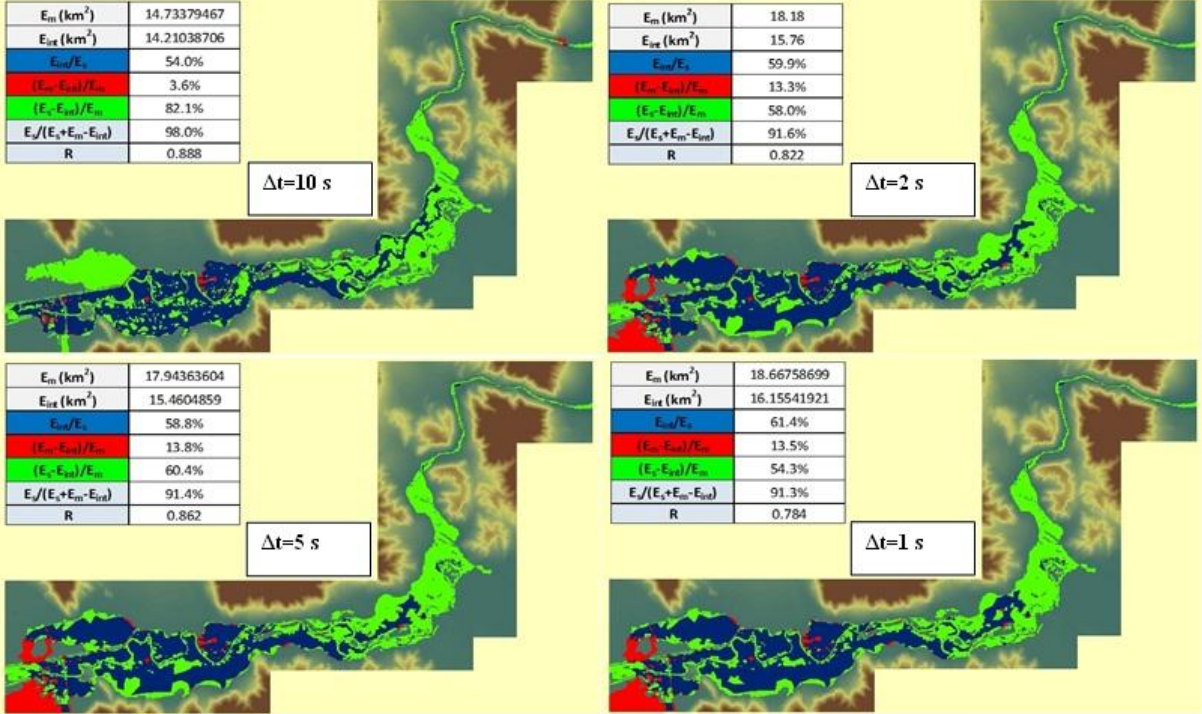 Eₘ (km²) 14.73379467
Eᵢₙₜ (km²) 14.21038706
Eᵢₙₜ/Eₛ 54.0%
(Eₘ-Eᵢₙₜ)/Eₘ 3.6%
(Eₛ-Eᵢₙₜ)/Eₘ 82.1%
Eₛ/(Eₛ+Eₘ-Eᵢₙₜ) 98.0%
R 0.888
Δt=10 s
Eₘ (km²) 18.18
Eᵢₙₜ (km²) 15.76
Eᵢₙₜ/Eₛ 59.9%
(Eₘ-Eᵢₙₜ)/Eₘ 13.3%
(Eₛ-Eᵢₙₜ)/Eₘ 58.0%
Eₛ/(Eₛ+Eₘ-Eᵢₙₜ) 91.6%
R 0.822
Δt=2 s
Eₘ (km²) 17.94363604
Eᵢₙₜ (km²) 15.4604859
Eᵢₙₜ/Eₛ 58.8%
(Eₘ-Eᵢₙₜ)/Eₘ 13.8%
(Eₛ-Eᵢₙₜ)/Eₘ 60.4%
Eₛ/(Eₛ+Eₘ-Eᵢₙₜ) 91.4%
R 0.862
Δt=5 s
Eₘ (km²) 18.66758699
Eᵢₙₜ (km²) 16.15541921
Eᵢₙₜ/Eₛ 61.4%
(Eₘ-Eᵢₙₜ)/Eₘ 13.5%
(Eₛ-Eᵢₙₜ)/Eₘ 54.3%
Eₛ/(Eₛ+Eₘ-Eᵢₙₜ) 91.3%
R 0.784
Δt=1 s